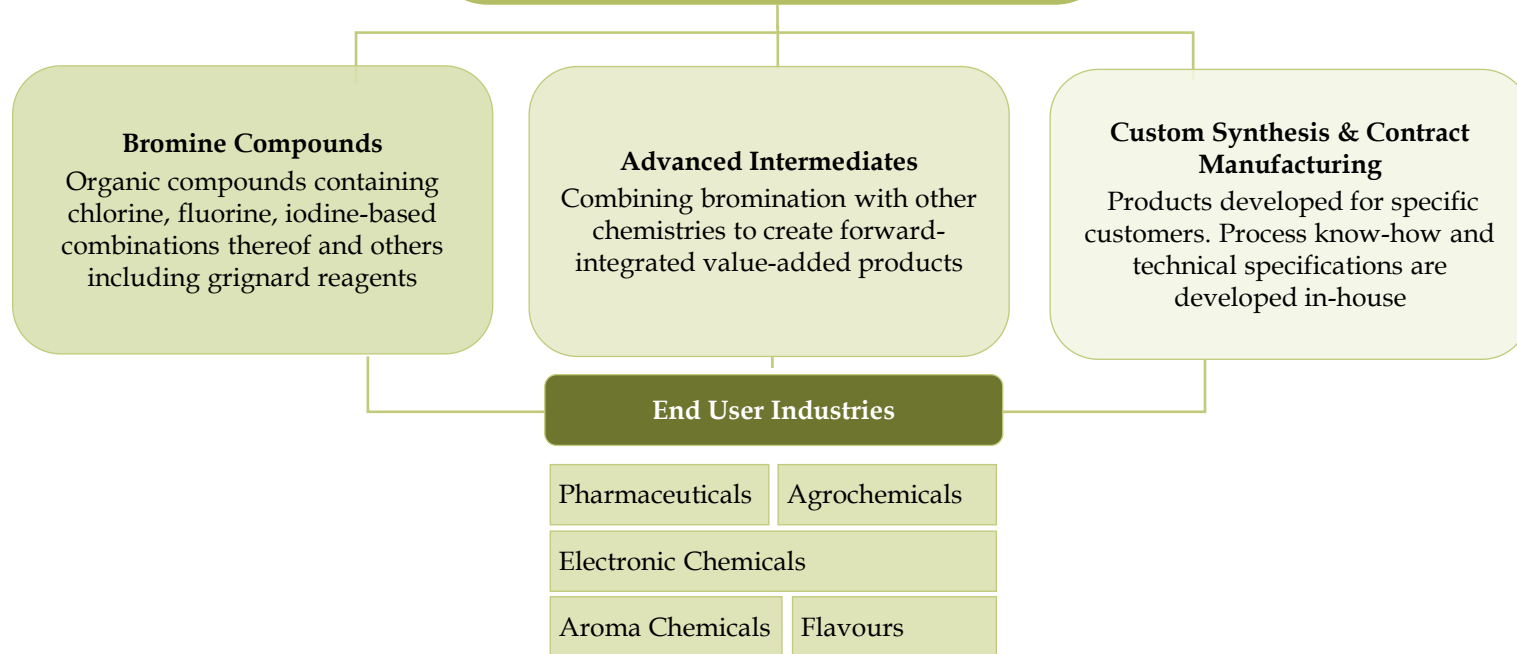 Bromine Compounds
Organic compounds containing
chlorine, fluorine, iodine-based
combinations thereof and others
including grignard reagents
Advanced Intermediates
Combining bromination with other
chemistries to create forward-
integrated value-added products
Custom Synthesis & Contract
Manufacturing
Products developed for specific
customers. Process know-how and
technical specifications are
developed in-house
End User Industries
Pharmaceuticals
Agrochemicals
Electronic Chemicals
Aroma Chemicals
Flavours